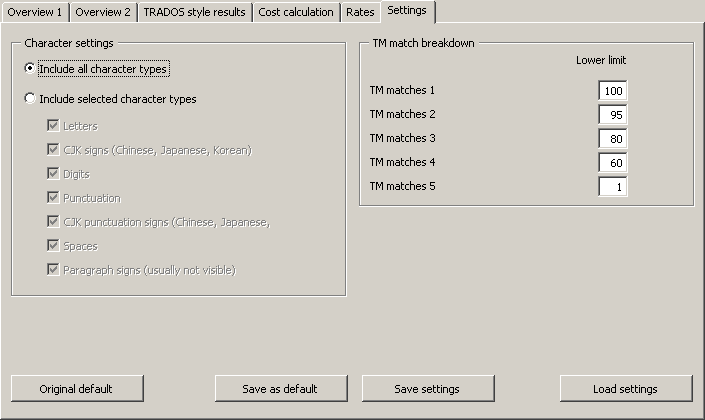 Overview 1 Overview 2 TRADOS style results Cost calculation Rates Settings
Character settings
Include all character types
Include selected character types
Letters
CJK signs (Chinese, Japanese, Korean)
Digits
Punctuation
CJK punctuation signs (Chinese, Japanese,
Spaces
Paragraph signs (usually not visible)
TM match breakdown
Lower limit
TM matches 1 100
TM matches 2 95
TM matches 3 80
TM matches 4 60
TM matches 5 1
Original default Save as default Save settings Load settings